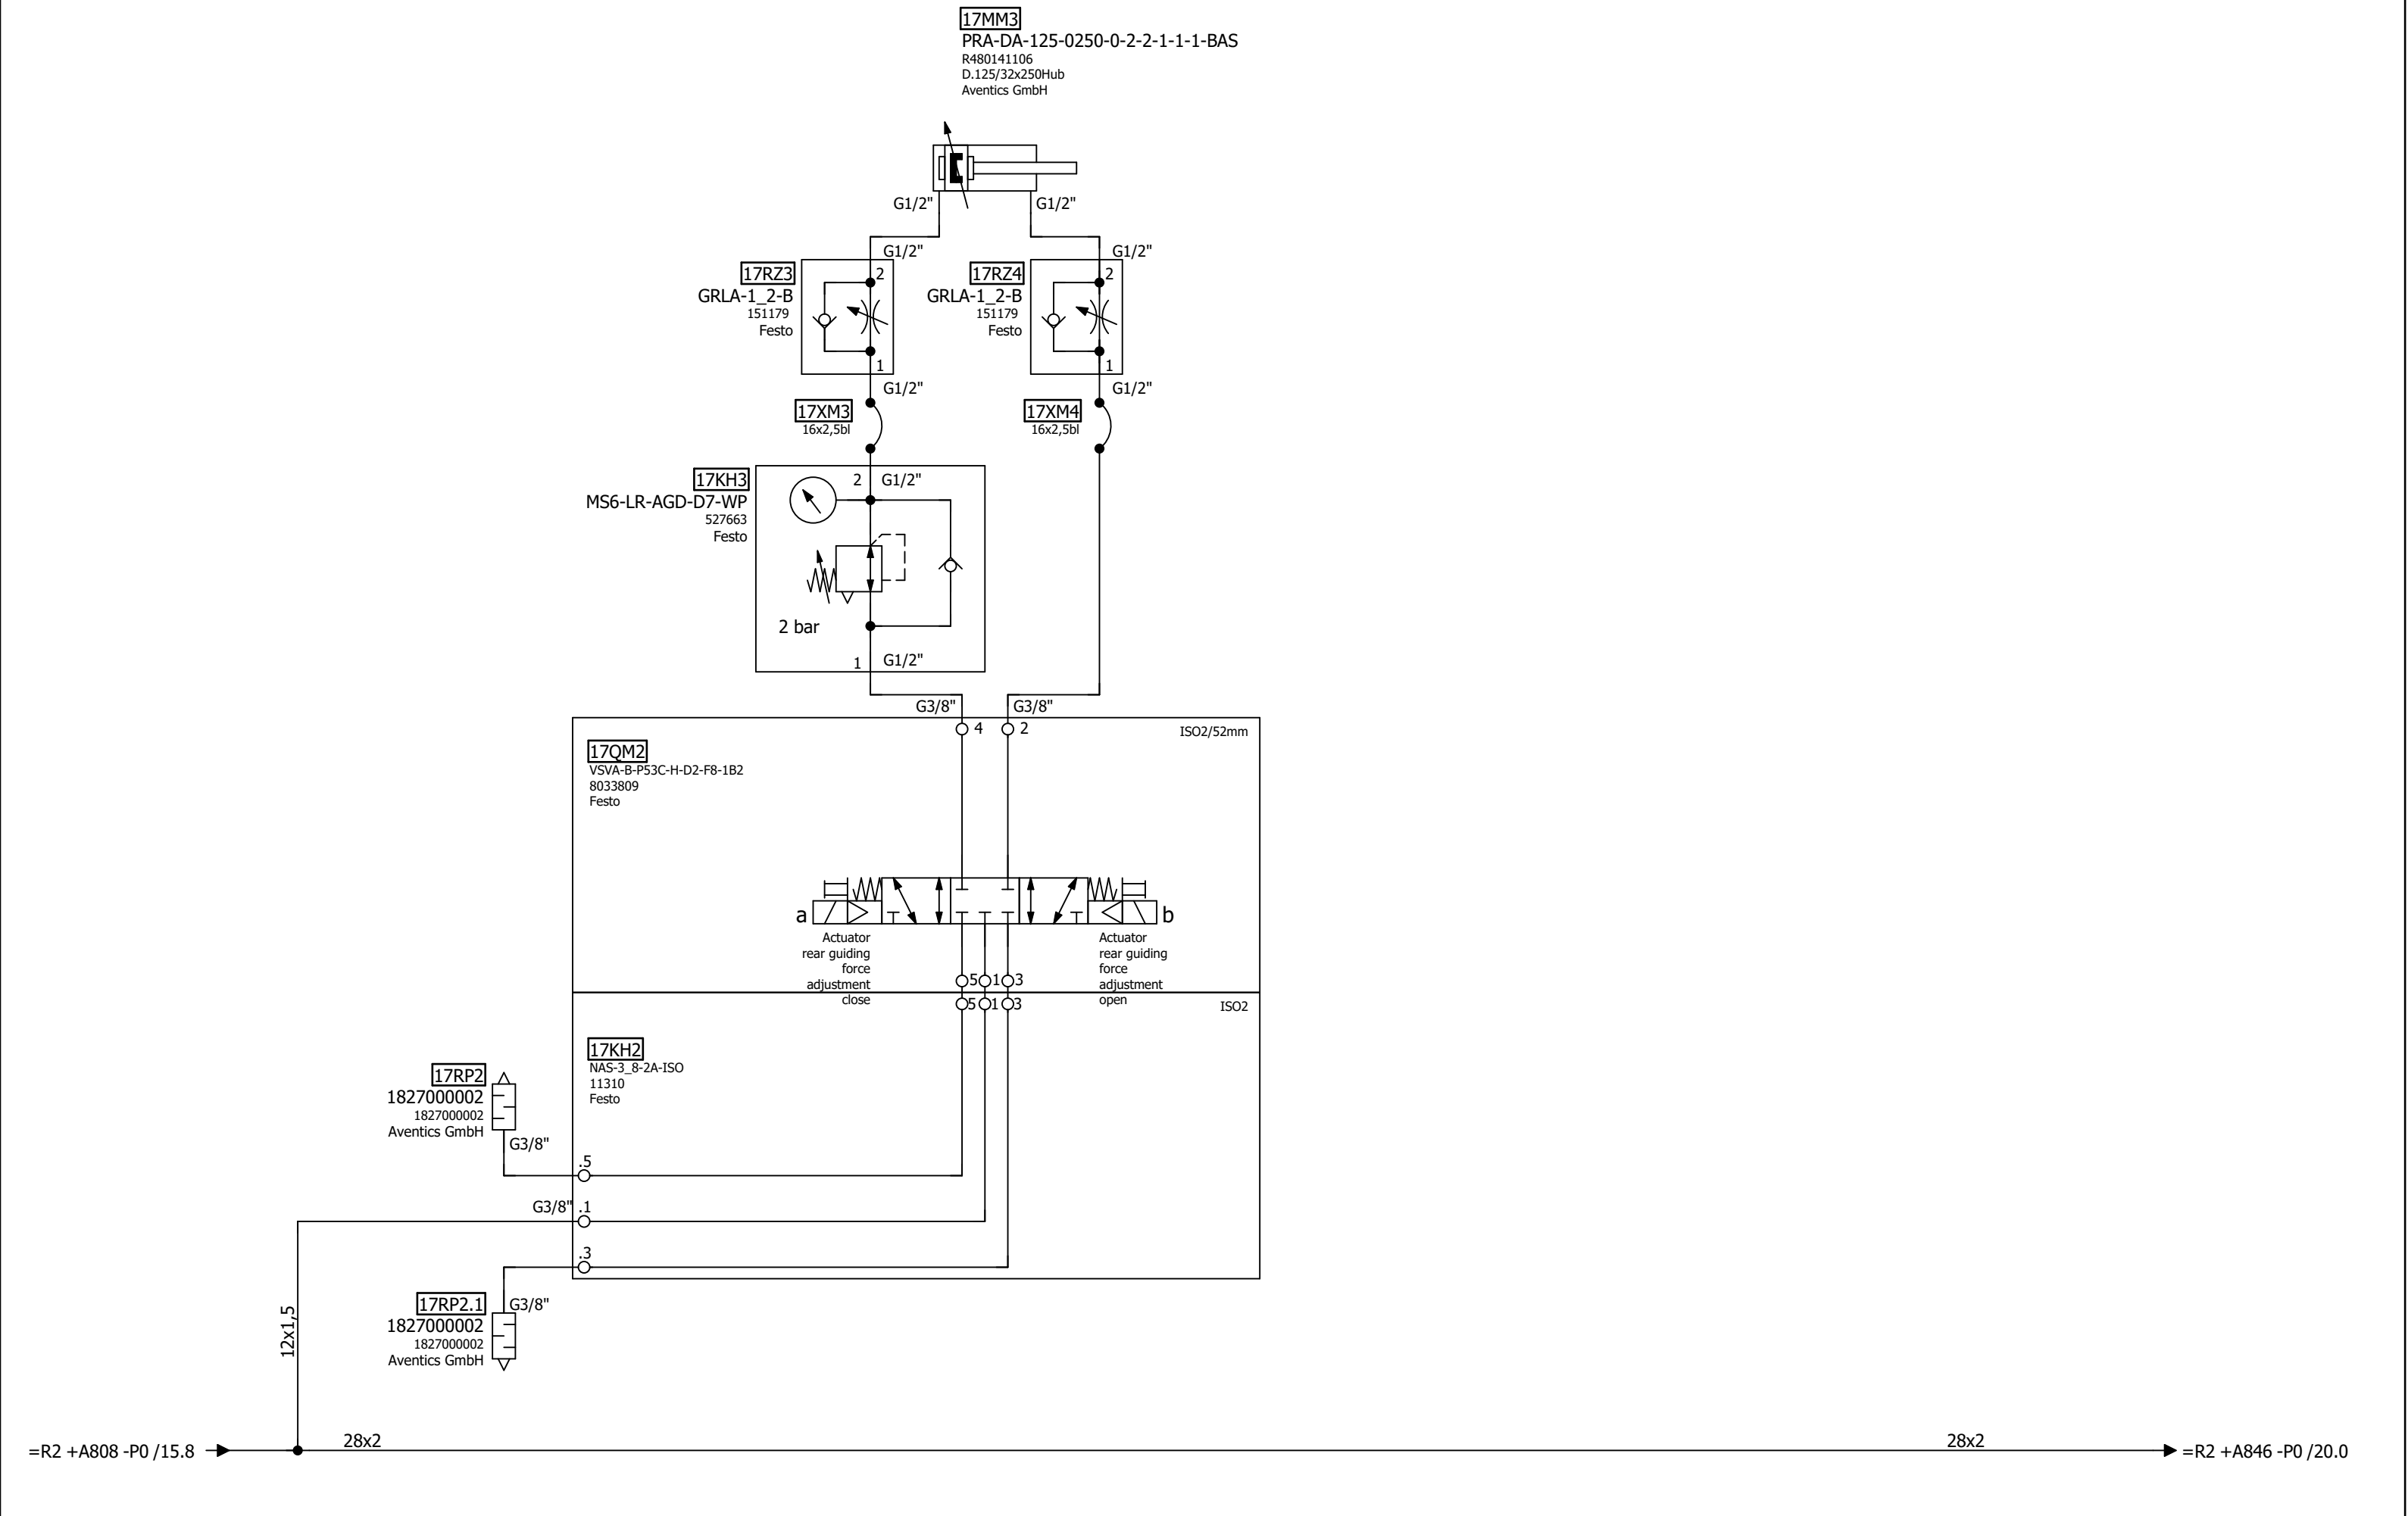 17MM3
PRA-DA-125-0250-0-2-2-1-1-1-BAS
R480141106
D.125/32x250Hub
Aventics GmbH
G1/2"
G1/2"
G1/2"
G1/2"
17RZ3
GRLA-1_2-B
151179
Festo
2
1
17RZ4
GRLA-1_2-B
151179
Festo
2
1
G1/2"
G1/2"
17XM3
16x2,5bl
17XM4
16x2,5bl
17KH3
MS6-LR-AGD-D7-WP
527663
Festo
2
G1/2"
2 bar
1
G1/2"
G3/8"
G3/8"
4
2
ISO2/52mm
17QM2
VSVA-B-P53C-H-D2-F8-1B2
8033809
Festo
a
b
Actuator
rear guiding
force
adjustment
close
Actuator
rear guiding
force
adjustment
open
5
1
3
5
1
3
ISO2
17KH2
NAS-3_8-2A-ISO
11310
Festo
17RP2
1827000002
1827000002
Aventics GmbH
G3/8"
.5
G3/8"
.1
.3
17RP2.1
1827000002
1827000002
Aventics GmbH
G3/8"
12x1,5
=R2 +A808 -P0 /15.8
28x2
28x2
=R2 +A846 -P0 /20.0